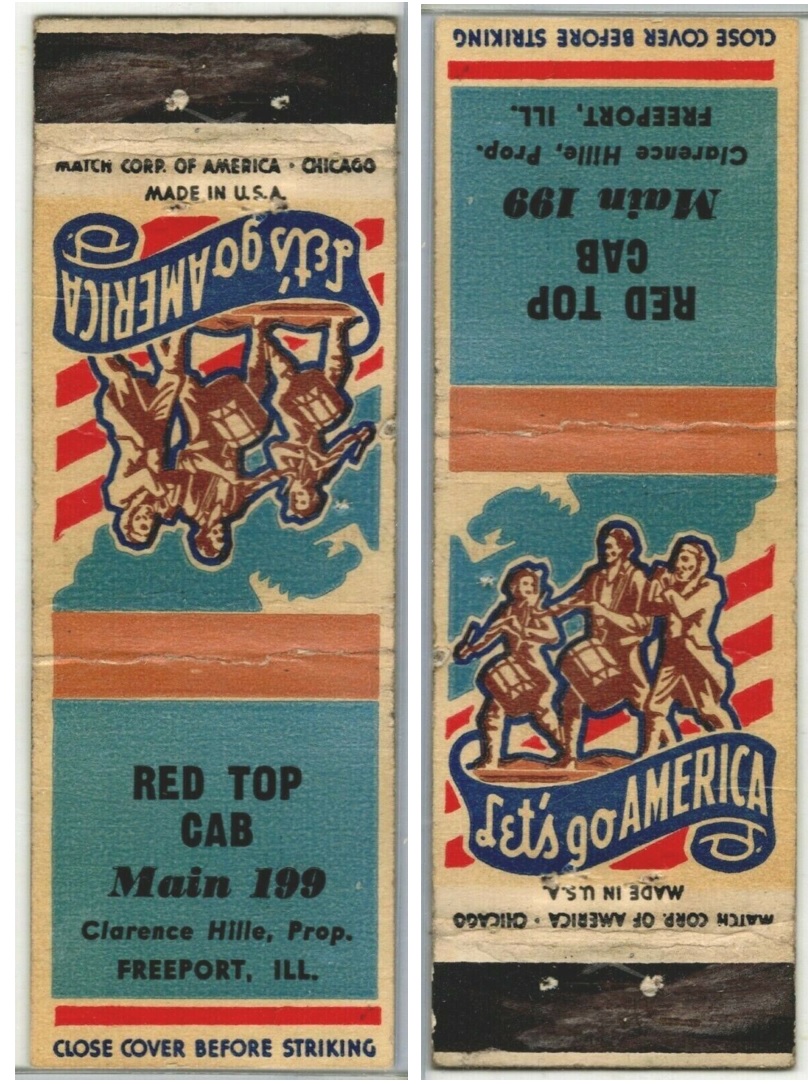 MATCH CORP. OF AMERICA · CHICAGO
MADE IN U.S.A.
Let's go AMERICA
RED TOP
CAB
Main 199
Clarence Hille, Prop.
FREEPORT, ILL.
CLOSE COVER BEFORE STRIKING
CLOSE COVER BEFORE STRIKING
FREEPORT, ILL.
Clarence Hille, Prop.
Main 199
CAB
RED TOP
Let's go AMERICA
MADE IN U.S.A.
MATCH CORP. OF AMERICA · CHICAGO